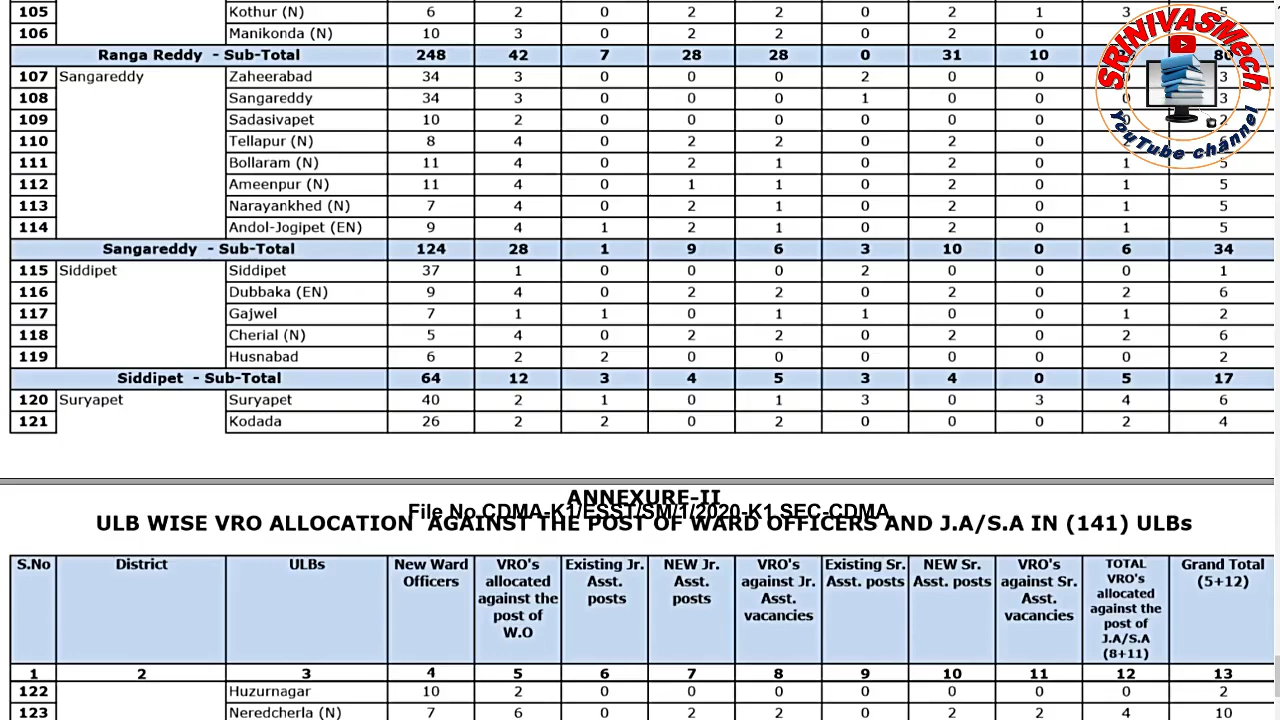 105 Kothur (N) 6 2 0 2 2 0 2 1 3 5
106 Manikonda (N) 10 3 0 2 2 0 2 0
Ranga Reddy - Sub-Total 248 42 7 28 28 0 31 10
107 Sangareddy Zaheerabad 34 3 0 0 0 2 0 0 3
108 Sangareddy 34 3 0 0 0 1 0 0 0 3
109 Sadasivapet 10 2 0 0 0 0 0 0 0 2
110 Tellapur (N) 8 4 0 2 2 0 2 0
111 Bollaram (N) 11 4 0 2 1 0 2 0 1 5
112 Ameenpur (N) 11 4 0 1 1 0 2 0 1 5
113 Narayankhed (N) 7 4 0 2 1 0 2 0 1 5
114 Andol-Jogipet (EN) 9 4 1 2 1 0 2 0 1 5
Sangareddy - Sub-Total 124 28 1 9 6 3 10 0 6 34
115 Siddipet Siddipet 37 1 0 0 0 2 0 0 0 1
116 Dubbaka (EN) 9 4 0 2 2 0 2 0 2 6
117 Gajwel 7 1 1 0 1 1 0 0 1 2
118 Cherial (N) 5 4 0 2 2 0 2 0 2 6
119 Husnabad 6 2 2 0 0 0 0 0 0 2
Siddipet - Sub-Total 64 12 3 4 5 3 4 0 5 17
120 Suryapet Suryapet 40 2 1 0 1 3 0 3 4 6
121 Kodada 26 2 2 0 2 0 0 0 2 4
SRINIVASMech
YouTube channel
ANNEXURE-II
File No.CDMA-K1/ESST/SM/1/2020-K1 SEC-CDMA
ULB WISE VRO ALLOCATION AGAINST THE POST OF WARD OFFICERS AND J.A/S.A IN (141) ULBs
S.No District ULBs New Ward Officers VRO's allocated against the post of W.O Existing Jr. Asst. posts NEW Jr. Asst. posts VRO's against Jr. Asst. vacancies Existing Sr. Asst. posts NEW Sr. Asst. posts VRO's against Sr. Asst. vacancies TOTAL VRO's allocated against the post of J.A/S.A (8+11) Grand Total (5+12)
1 2 3 4 5 6 7 8 9 10 11 12 13
122 Huzurnagar 10 2 0 0 0 0 0 0 0 2
123 Neredcherla (N) 7 6 0 2 2 0 2 2 4 10